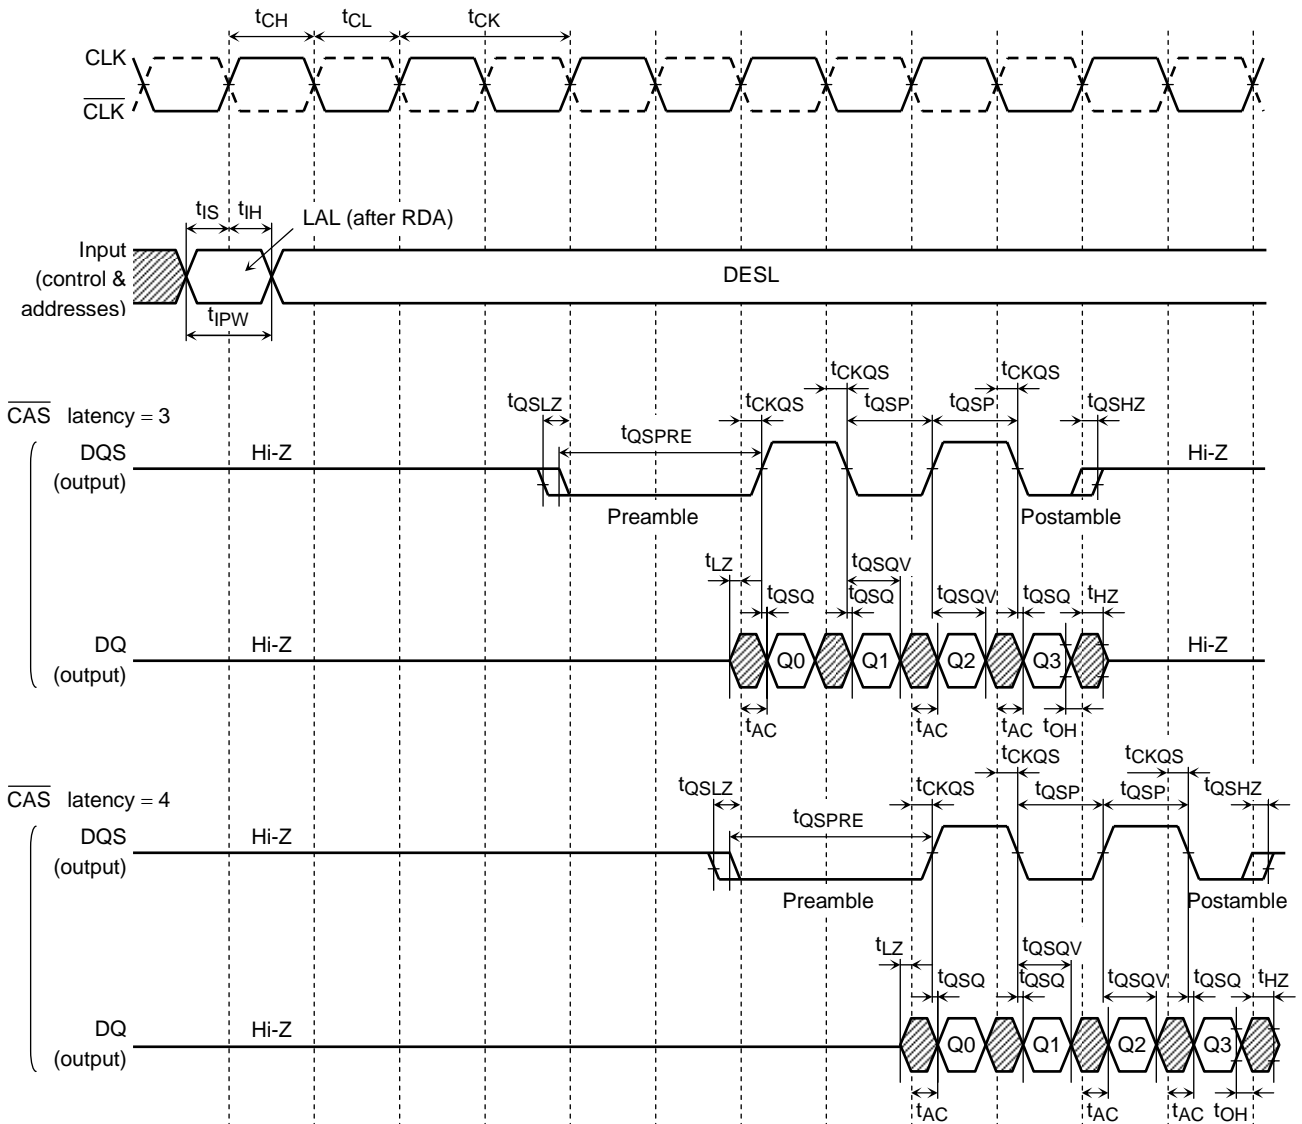 tCH tCL tCK
CLK
CLK
tIS tIH LAL (after RDA)
Input
(control &
addresses)
DESL
tIPW
tCKQS tCKQS
CAS latency = 3
tQSLZ tCKQS tQSP tQSP tQSHZ
tQSPRE
DQS
(output)
Hi-Z Hi-Z
Preamble Postamble
tLZ tQSQV
tQSQ tQSQ tQSQV tQSQ tHZ
DQ
(output)
Hi-Z Q0 Q1 Q2 Q3 Hi-Z
tAC tAC tAC tOH
tCKQS tCKQS
CAS latency = 4
tQSLZ tCKQS tQSP tQSP tQSHZ
tQSPRE
DQS
(output)
Hi-Z
Preamble Postamble
tLZ tQSQV
tQSQ tQSQ tQSQV tQSQ tHZ
DQ
(output)
Hi-Z Q0 Q1 Q2 Q3
tAC tAC tAC tOH